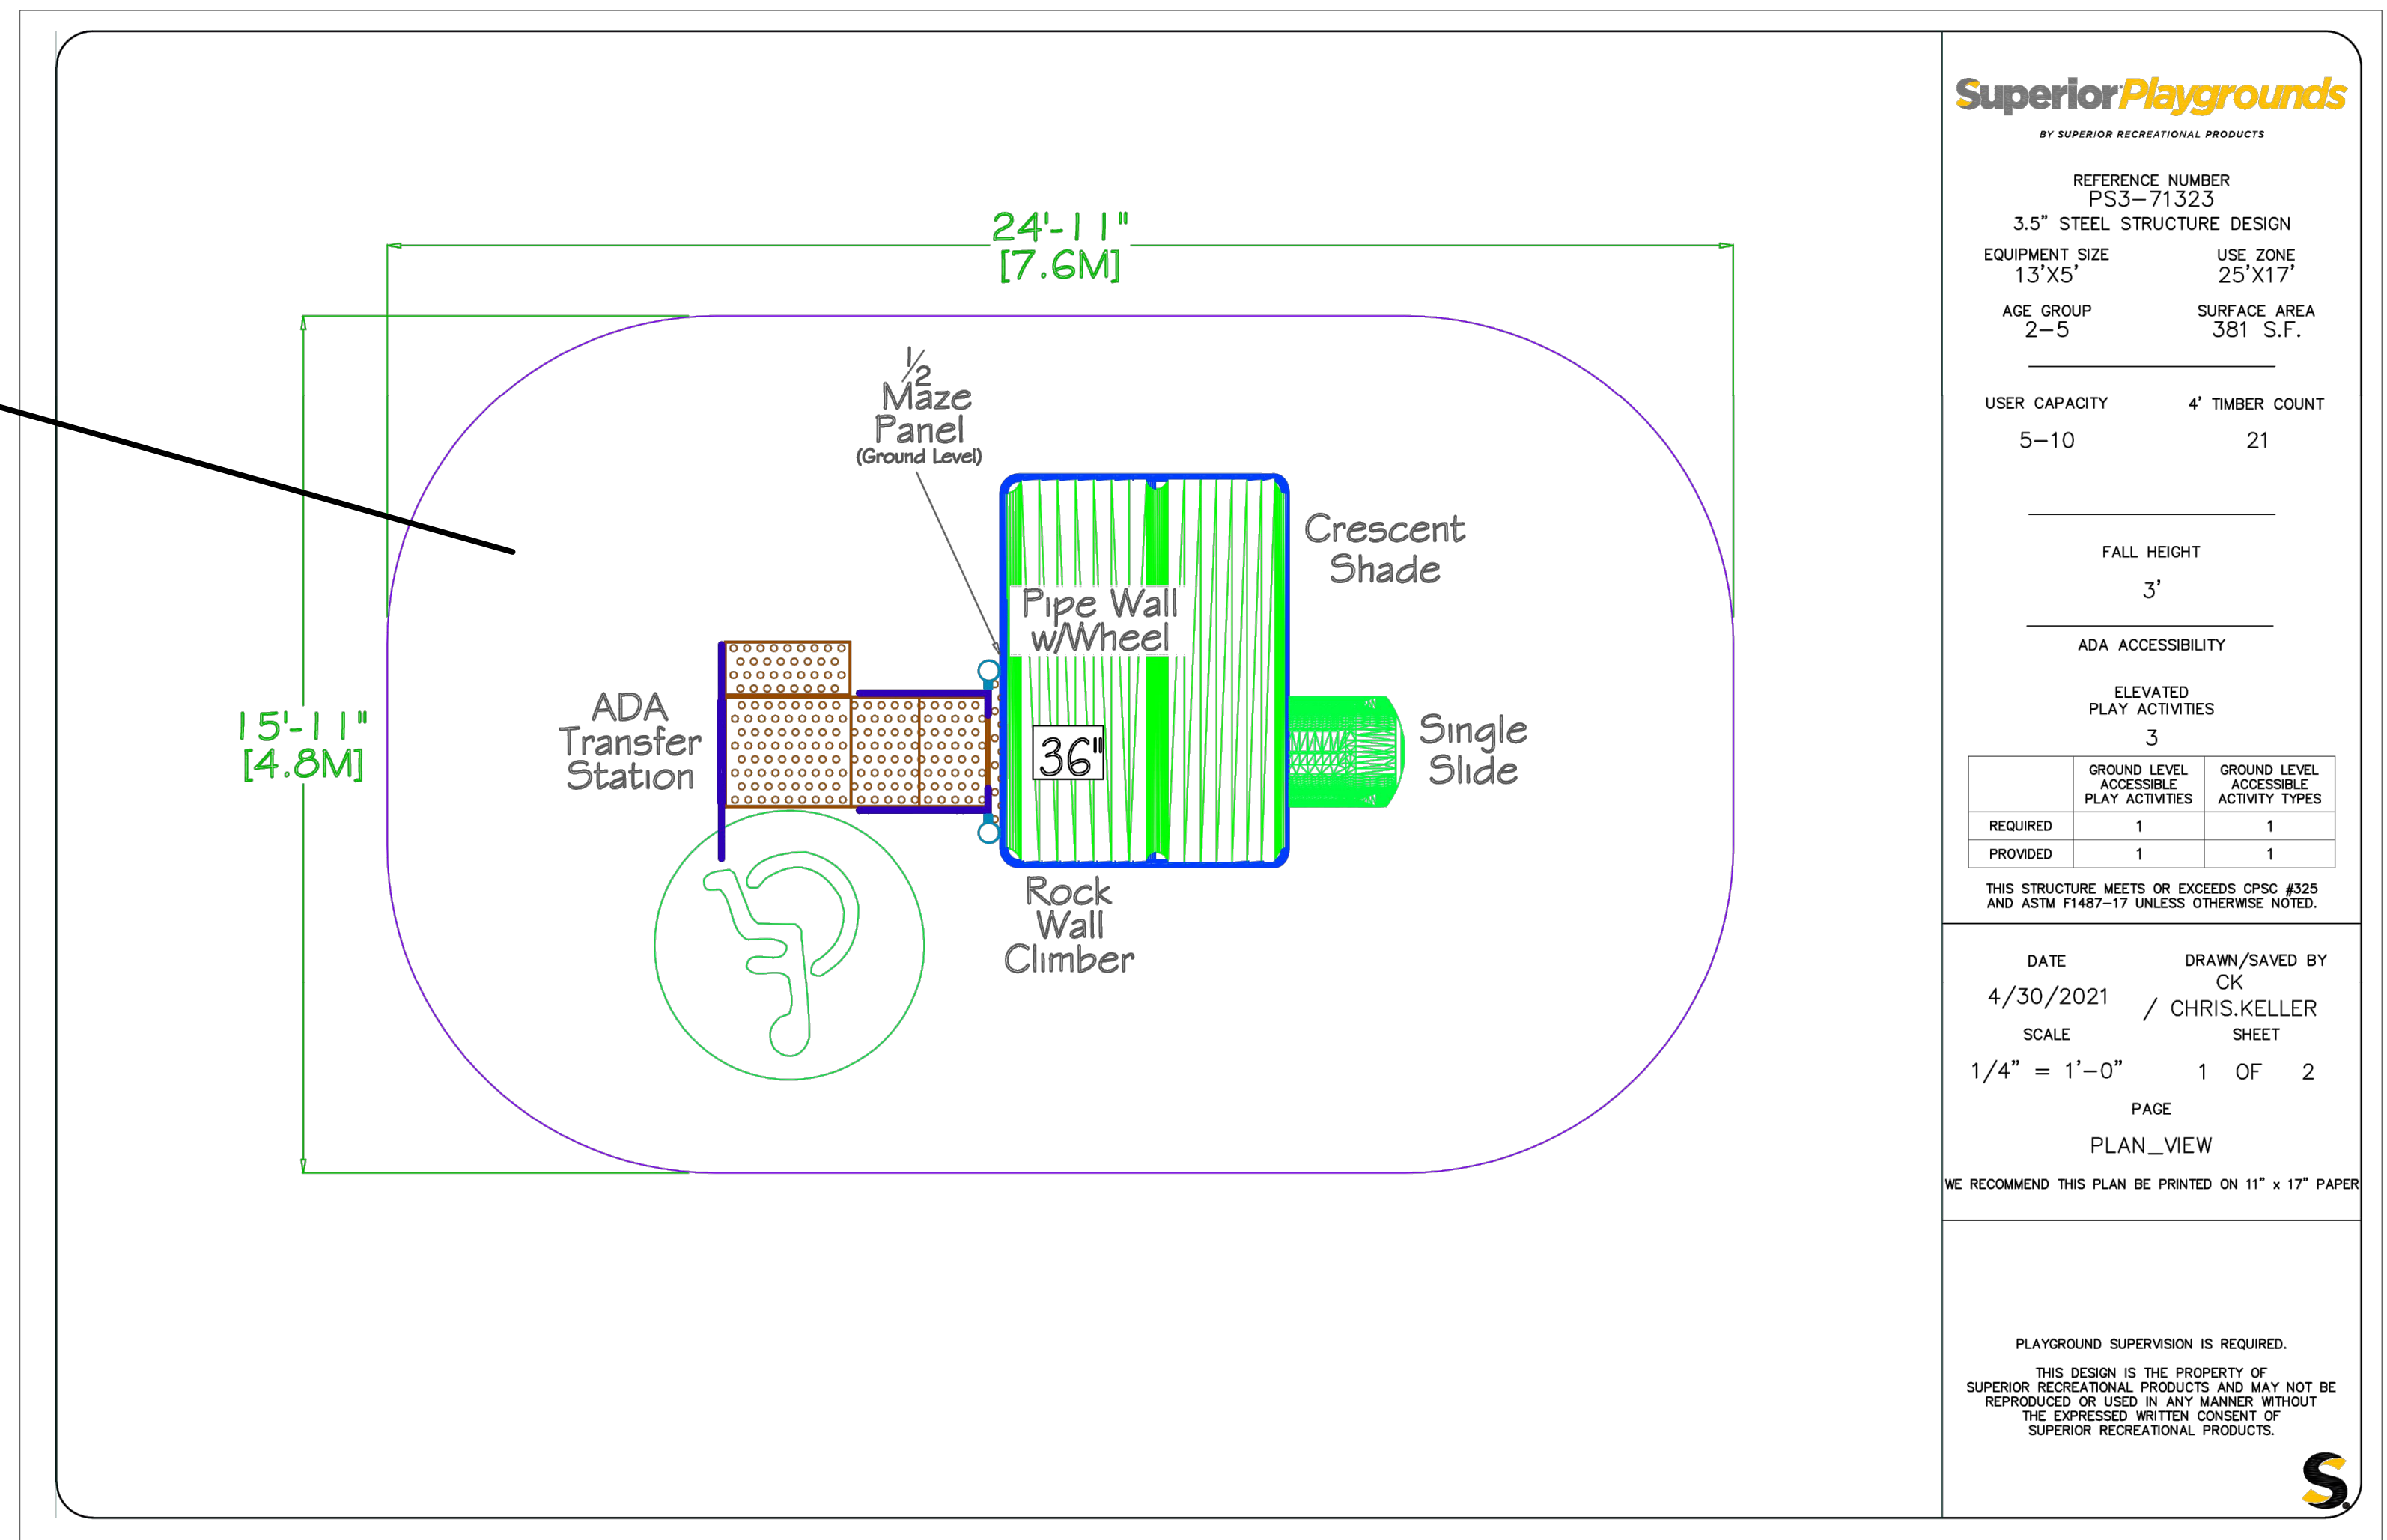 24'-11"
[7.6M]
15'-11"
[4.8M]
1/2
Maze
Panel
(Ground Level)
Crescent
Shade
Pipe Wall
w/Wheel
ADA
Transfer
Station
36"
Single
Slide
Rock
Wall
Climber
Superior Playgrounds
BY SUPERIOR RECREATIONAL PRODUCTS
REFERENCE NUMBER
PS3-71323
3.5" STEEL STRUCTURE DESIGN
EQUIPMENT SIZE USE ZONE
13'X5' 25'X17'
AGE GROUP SURFACE AREA
2-5 381 S.F.
USER CAPACITY 4' TIMBER COUNT
5-10 21
FALL HEIGHT
3'
ADA ACCESSIBILITY
ELEVATED
PLAY ACTIVITIES
3
GROUND LEVEL GROUND LEVEL
ACCESSIBLE ACCESSIBLE
PLAY ACTIVITIES ACTIVITY TYPES
REQUIRED 1 1
PROVIDED 1 1
THIS STRUCTURE MEETS OR EXCEEDS CPSC #325
AND ASTM F1487-17 UNLESS OTHERWISE NOTED.
DATE DRAWN/SAVED BY
CK
4/30/2021 / CHRIS.KELLER
SCALE SHEET
1/4" = 1'-0" 1 OF 2
PAGE
PLAN_VIEW
WE RECOMMEND THIS PLAN BE PRINTED ON 11" x 17" PAPER
PLAYGROUND SUPERVISION IS REQUIRED.
THIS DESIGN IS THE PROPERTY OF
SUPERIOR RECREATIONAL PRODUCTS AND MAY NOT BE
REPRODUCED OR USED IN ANY MANNER WITHOUT
THE EXPRESSED WRITTEN CONSENT OF
SUPERIOR RECREATIONAL PRODUCTS.
S